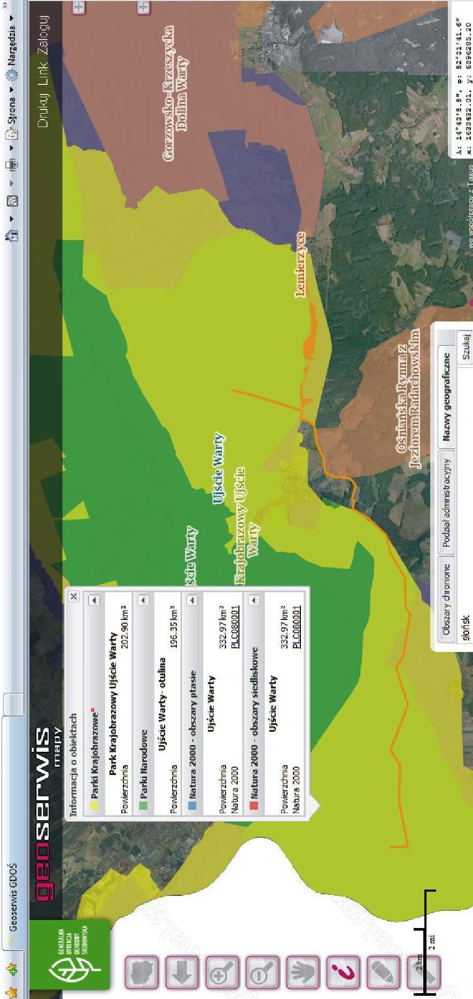 Geoserwis GDOŚ
Strona
Narzędzia
»
GENERALNA
DYREKCJA
OCHRONY
ŚRODOWISKA
geoserwis
mapy
Drukuj Link Zaloguj
Informacja o obiektach
Parki Krajobrazowe*
Park Krajobrazowy Ujście Warty
Powierzchnia 202.90 km²
Parki Narodowe
Ujście Warty- otulina
Powierzchnia 196.35 km²
Natura 2000 - obszary ptasie
Ujście Warty
Powierzchnia 332.97 km²
Natura 2000 PLC080001
Natura 2000 - obszary siedliskowe
Ujście Warty
Powierzchnia 332.97 km²
Natura 2000 PLC080001
ście Warty
Ujście Warty
Krajobrazowy Ujście
Warty
Gorzowsko-Krzeszycka
Dolina Warty
Lemierzyce
Ośniańska Rynna z
Jeziorem Radachowskim
2 km
2 mi
Obszary chronione
Podział administracyjny
Nazwy geograficzne
słońsk
Szukaj
we współpracy z Taxus
λ: 14°43'5.8", φ: 52°31'41.6"
x: 1638432.01, y: 6896205.20